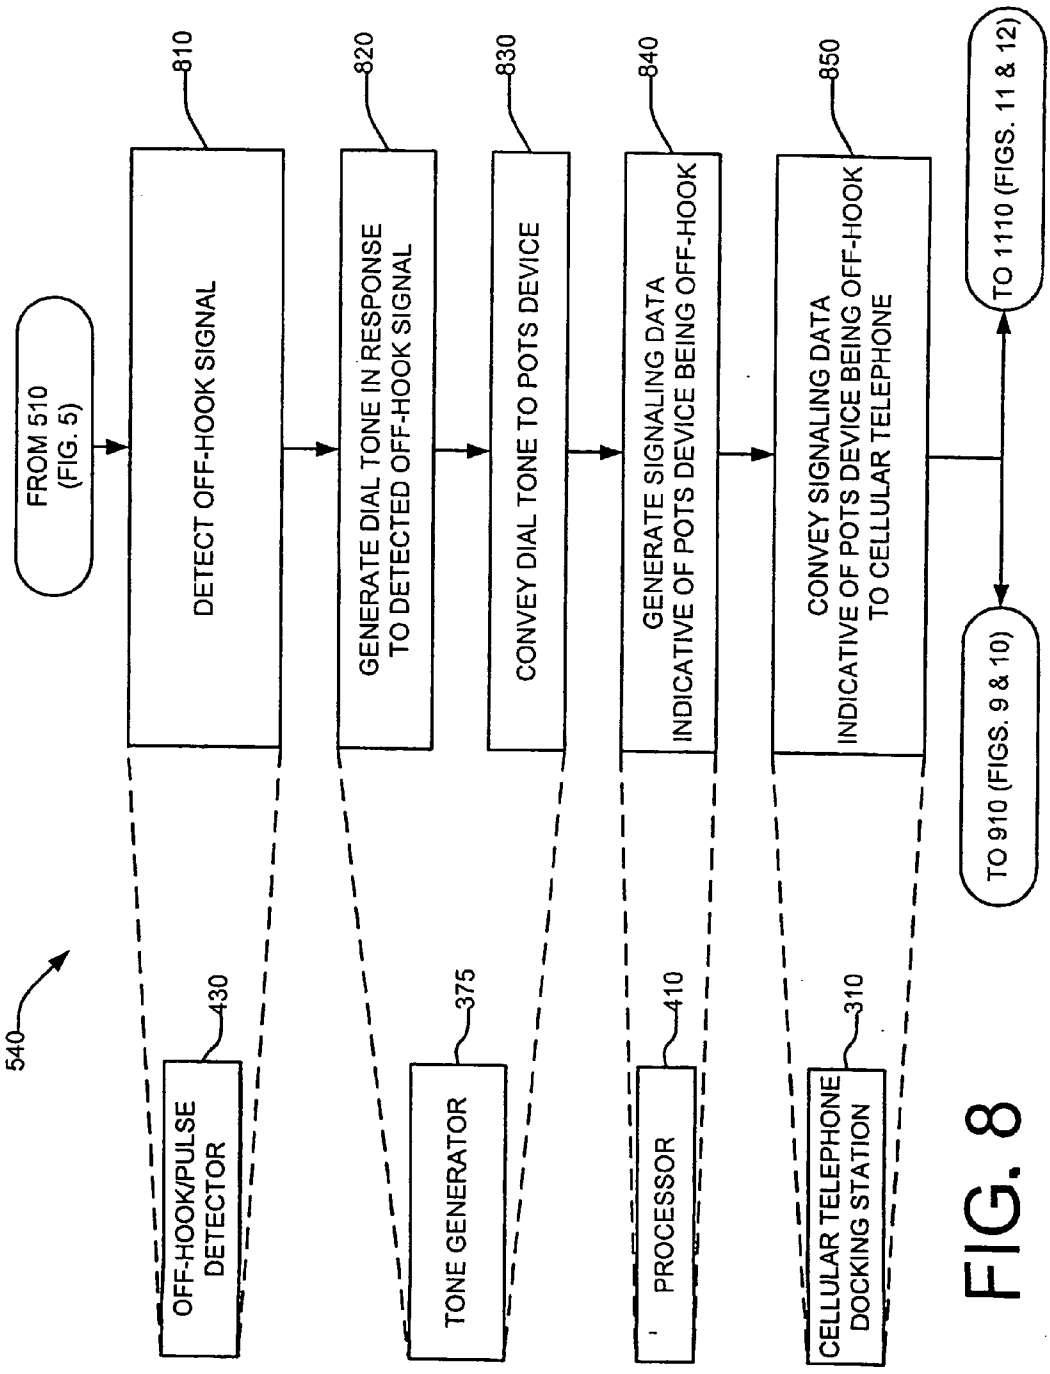 540
FROM 510
(FIG. 5)
OFF-HOOK/PULSE
DETECTOR
430
DETECT OFF-HOOK SIGNAL
810
TONE GENERATOR
375
GENERATE DIAL TONE IN RESPONSE
TO DETECTED OFF-HOOK SIGNAL
820
CONVEY DIAL TONE TO POTS DEVICE
830
PROCESSOR
410
GENERATE SIGNALING DATA
INDICATIVE OF POTS DEVICE BEING OFF-HOOK
840
CELLULAR TELEPHONE
DOCKING STATION
310
CONVEY SIGNALING DATA
INDICATIVE OF POTS DEVICE BEING OFF-HOOK
TO CELLULAR TELEPHONE
850
TO 910 (FIGS. 9 & 10)
TO 1110 (FIGS. 11 & 12)
FIG. 8